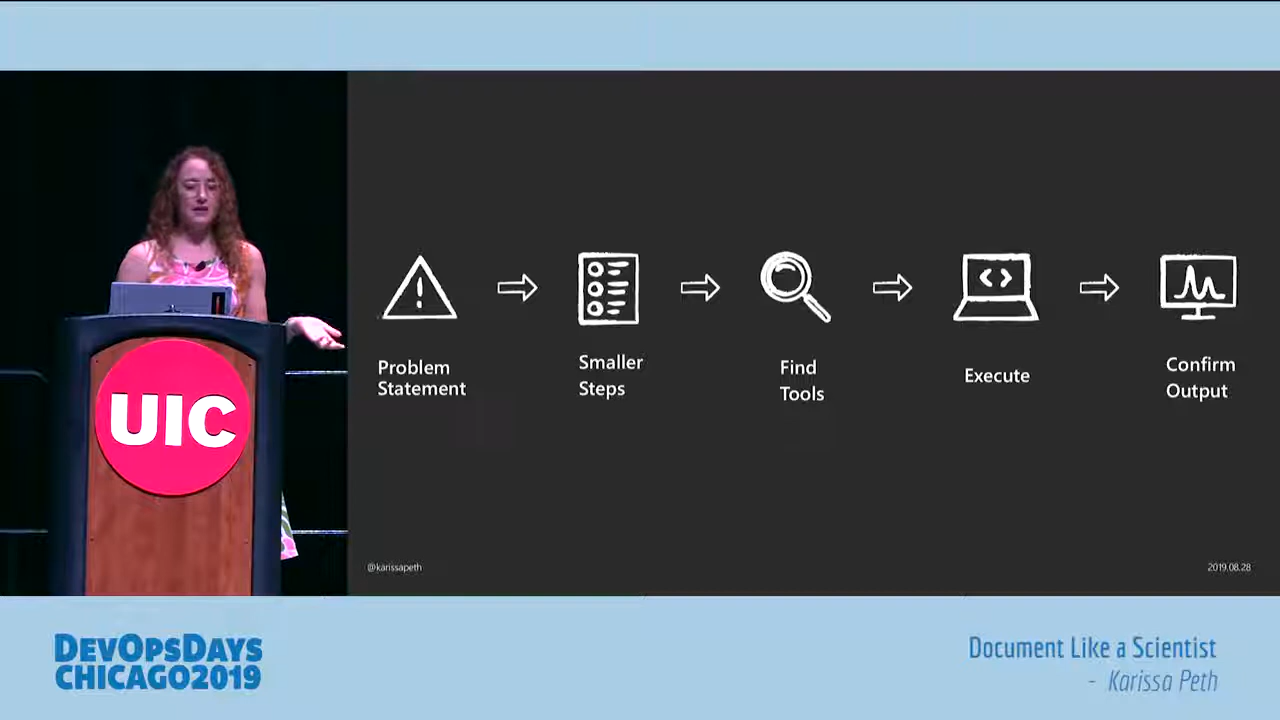 UIC
Problem
Statement
Smaller
Steps
Find
Tools
Execute
Confirm
Output
@karissapeth
2019.08.28
DEVOPSDAYS
CHICAGO2019
Document Like a Scientist
- Karissa Peth